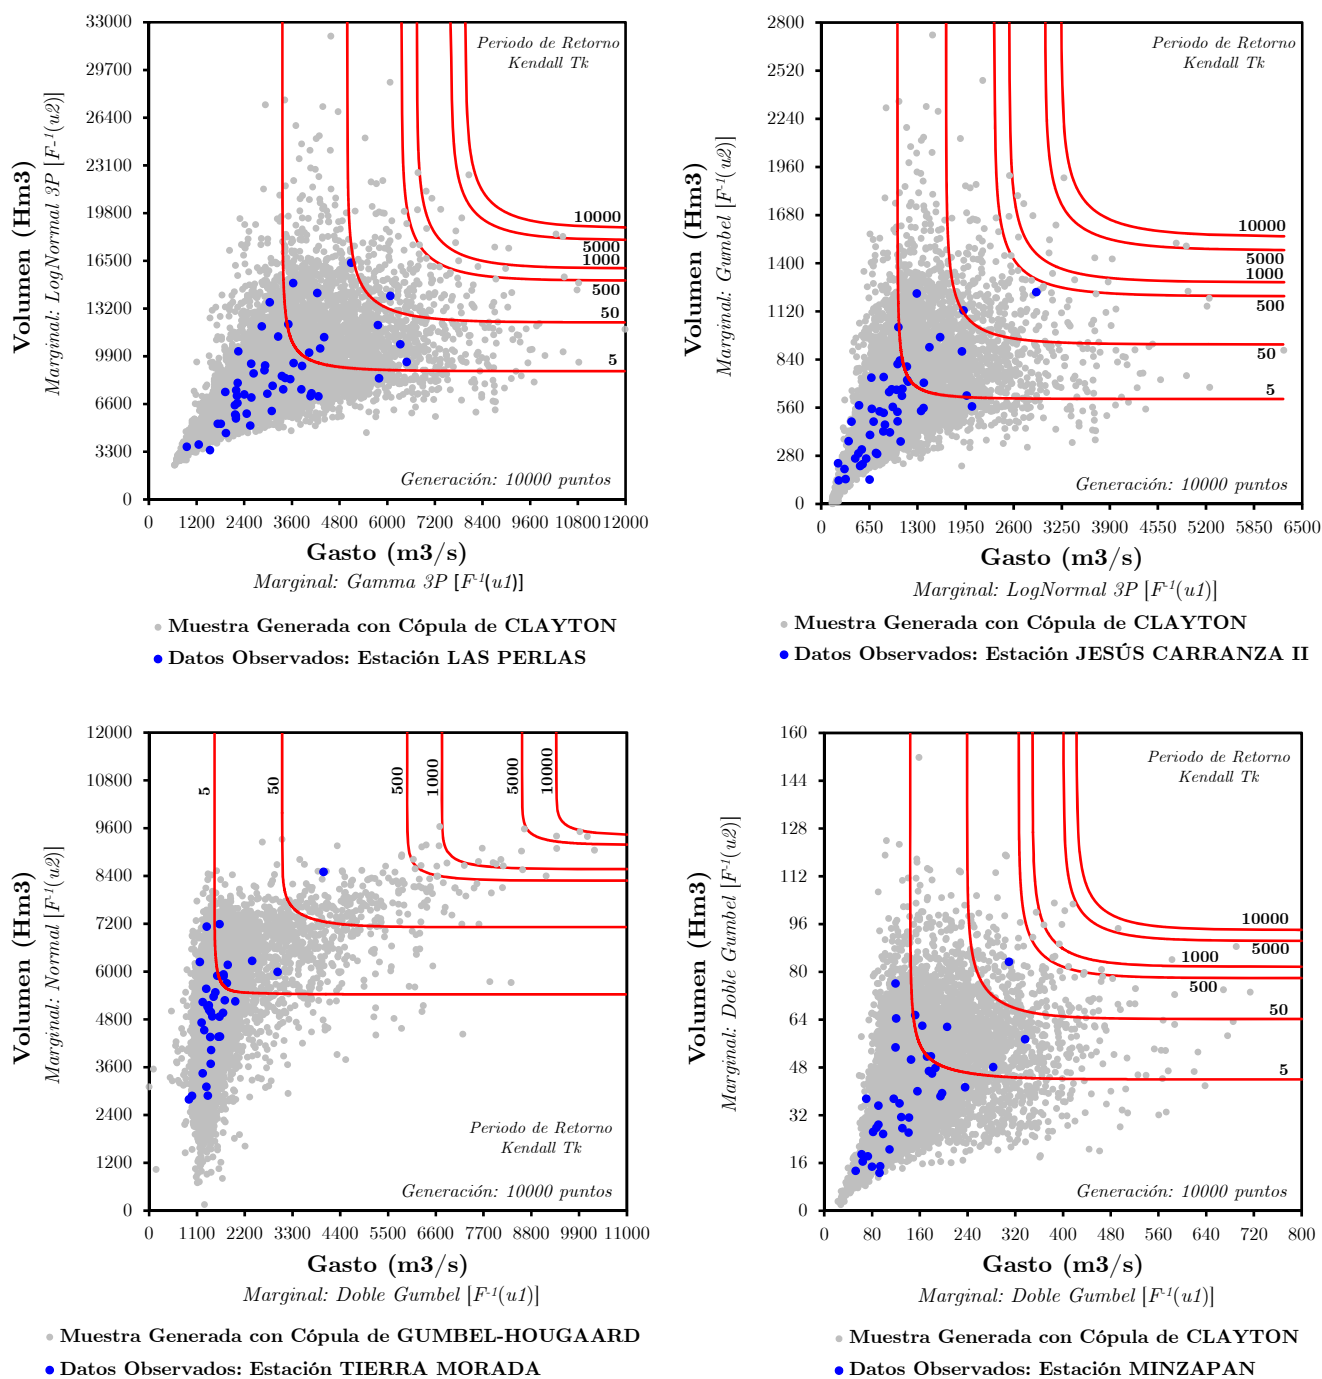 33000
29700
26400
23100
19800
16500
13200
9900
6600
3300
0
Volumen (Hm3)
Marginal: LogNormal 3P [F-¹(u2)]
Periodo de Retorno
Kendall Tk
10000
5000
1000
500
50
5
Generación: 10000 puntos
0 1200 2400 3600 4800 6000 7200 8400 9600 10800 12000
Gasto (m3/s)
Marginal: Gamma 3P [F-¹(u1)]
Muestra Generada con Cópula de CLAYTON
Datos Observados: Estación LAS PERLAS
2800
2520
2240
1960
1680
1400
1120
840
560
280
0
Volumen (Hm3)
Marginal: Gumbel [F-¹(u2)]
Periodo de Retorno
Kendall Tk
10000
5000
1000
500
50
5
Generación: 10000 puntos
0 650 1300 1950 2600 3250 3900 4550 5200 5850 6500
Gasto (m3/s)
Marginal: LogNormal 3P [F-¹(u1)]
Muestra Generada con Cópula de CLAYTON
Datos Observados: Estación JESÚS CARRANZA II
12000
10800
9600
8400
7200
6000
4800
3600
2400
1200
0
Volumen (Hm3)
Marginal: Normal [F-¹(u2)]
5
50
500
1000
5000
10000
Periodo de Retorno
Kendall Tk
Generación: 10000 puntos
0 1100 2200 3300 4400 5500 6600 7700 8800 9900 11000
Gasto (m3/s)
Marginal: Doble Gumbel [F-¹(u1)]
Muestra Generada con Cópula de GUMBEL-HOUGAARD
Datos Observados: Estación TIERRA MORADA
160
144
128
112
96
80
64
48
32
16
0
Volumen (Hm3)
Marginal: Doble Gumbel [F-¹(u2)]
Periodo de Retorno
Kendall Tk
10000
5000
1000
500
50
5
Generación: 10000 puntos
0 80 160 240 320 400 480 560 640 720 800
Gasto (m3/s)
Marginal: Doble Gumbel [F-¹(u1)]
Muestra Generada con Cópula de CLAYTON
Datos Observados: Estación MINZAPAN